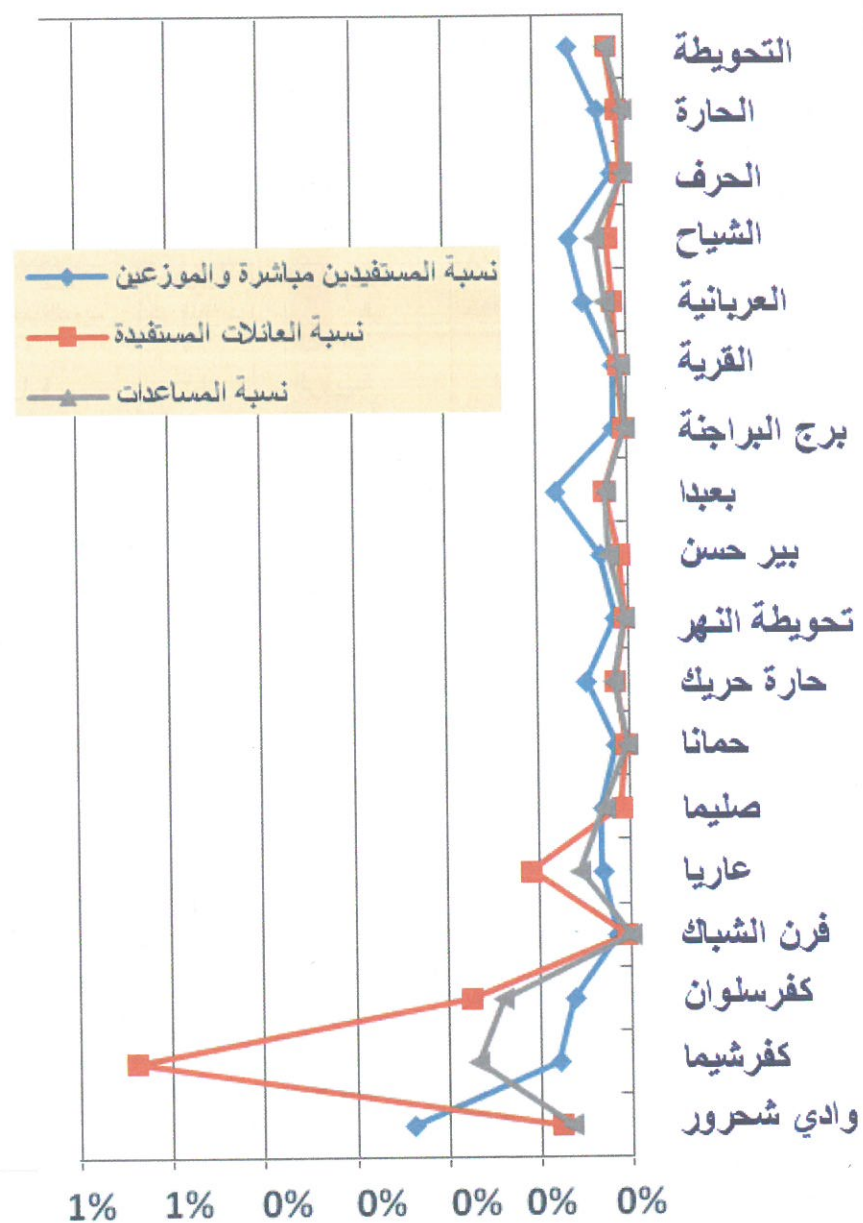 التحويطة
الحارة
الحرف
الشياح
العربانية
القرية
برج البراجنة
بعبدا
بير حسن
تحويطة النهر
حارة حريك
حمانا
صليما
عاريا
فرن الشباك
كفرسلوان
كفرشيما
وادي شحرور
نسبة المستفيدين مباشرة والموزعين
نسبة العائلات المستفيدة
نسبة المساعدات
1% 1% 0% 0% 0% 0% 0%